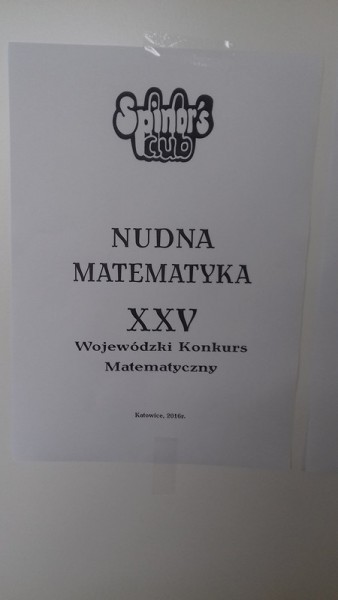 Spinor's
Club
NUDNA
MATEMATYKA
XXV
Wojewódzki Konkurs
Matematyczny
Katowice, 2016r.